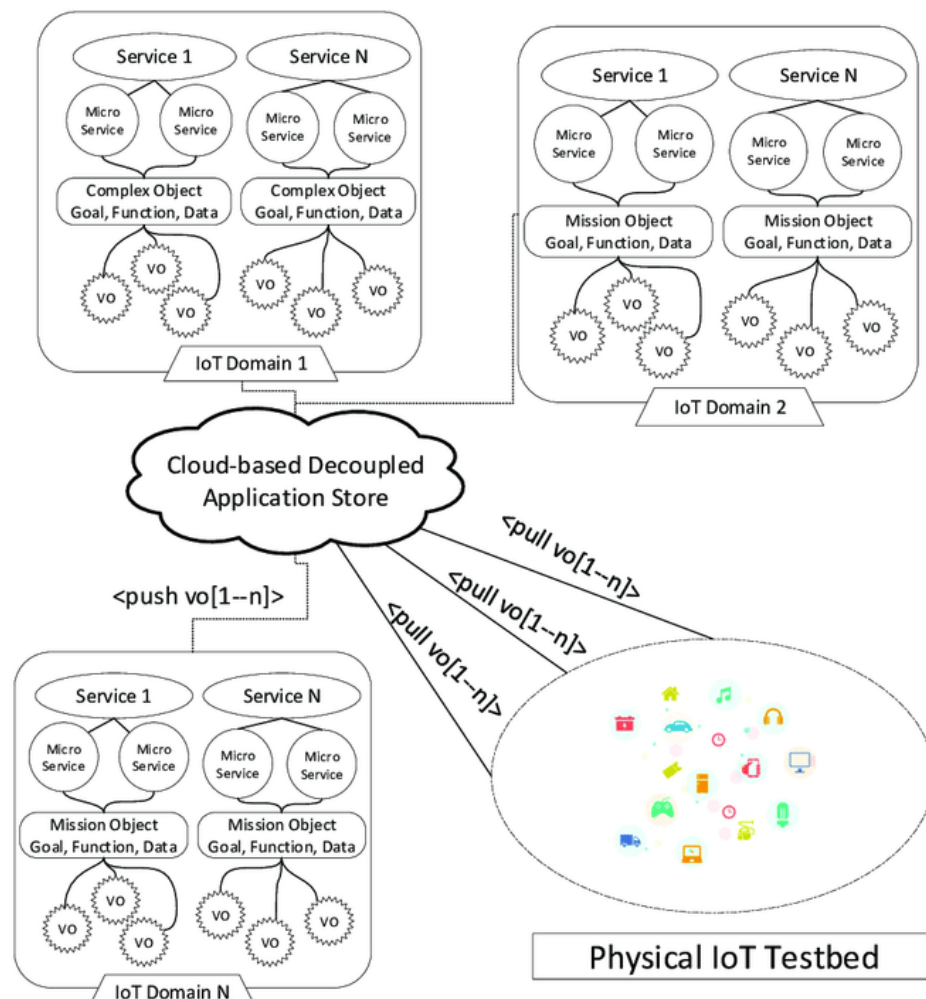 Service 1
Service N
Micro
Service
Micro
Service
Micro
Service
Micro
Service
Complex Object
Goal, Function, Data
Complex Object
Goal, Function, Data
VO
VO
VO
VO
VO
VO
IoT Domain 1
Service 1
Service N
Micro
Service
Micro
Service
Micro
Service
Micro
Service
Mission Object
Goal, Function, Data
Mission Object
Goal, Function, Data
VO
VO
VO
VO
VO
VO
IoT Domain 2
Cloud-based Decoupled
Application Store
<push vo[1--n]>
<pull vo[1--n]>
<pull vo[1--n]>
<pull vo[1--n]>
Service 1
Service N
Micro
Service
Micro
Service
Micro
Service
Micro
Service
Mission Object
Goal, Function, Data
Mission Object
Goal, Function, Data
VO
VO
VO
VO
VO
VO
IoT Domain N
Physical IoT Testbed